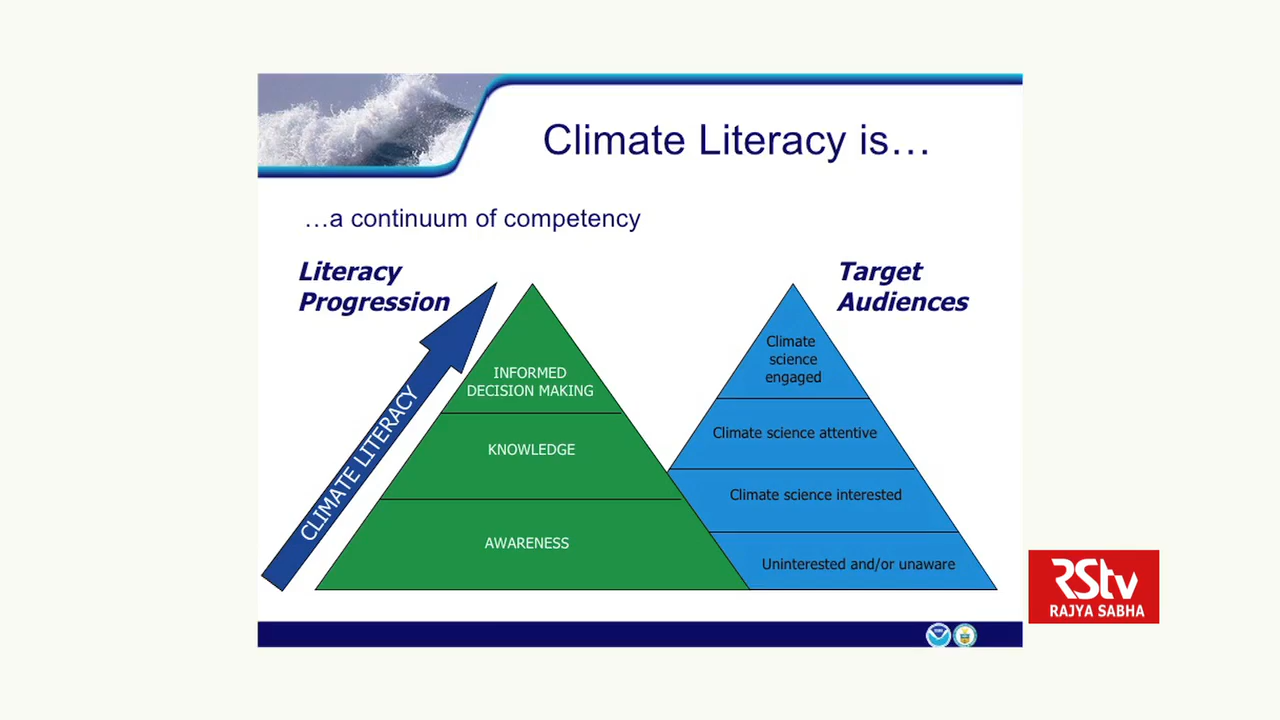 Climate Literacy is…
…a continuum of competency
Literacy
Progression
Target
Audiences
CLIMATE LITERACY
INFORMED
DECISION MAKING
KNOWLEDGE
AWARENESS
Climate
science
engaged
Climate science attentive
Climate science interested
Uninterested and/or unaware
RStv
RAJYA SABHA